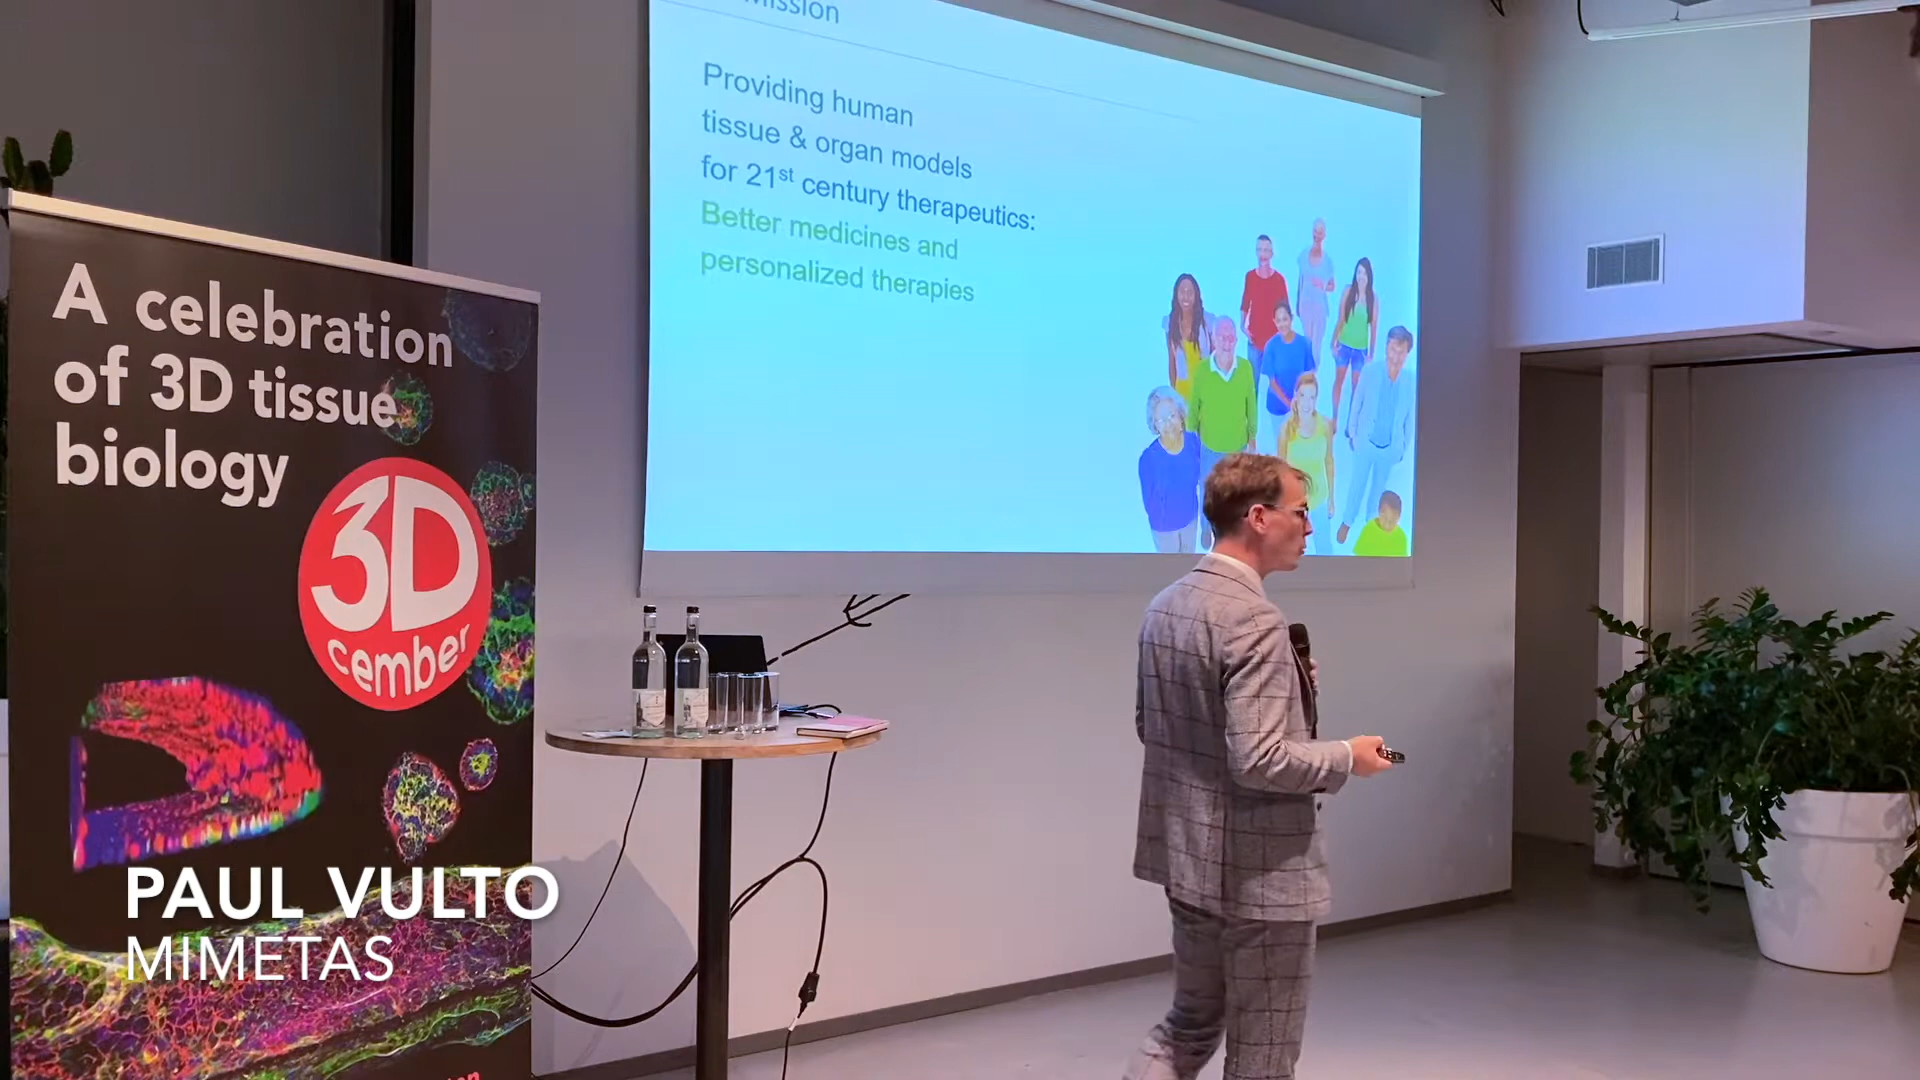 Mission
Providing human
tissue & organ models
for 21st century therapeutics:
Better medicines and
personalized therapies
A celebration
of 3D tissue
biology
3D
cember
PAUL VULTO
MIMETAS